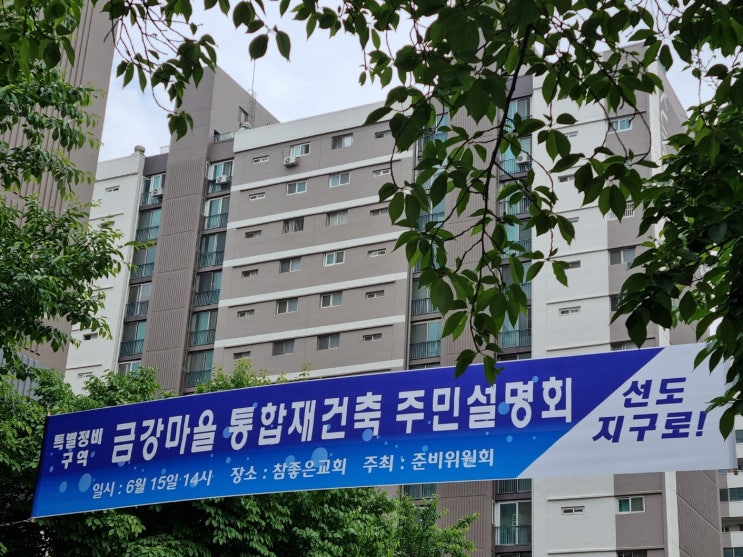 특별정비
구역
금강마을 통합재건축 주민설명회
일시 : 6월 15일 14시 장소 : 참좋은교회 주최 : 준비위원회
선도
지구로!